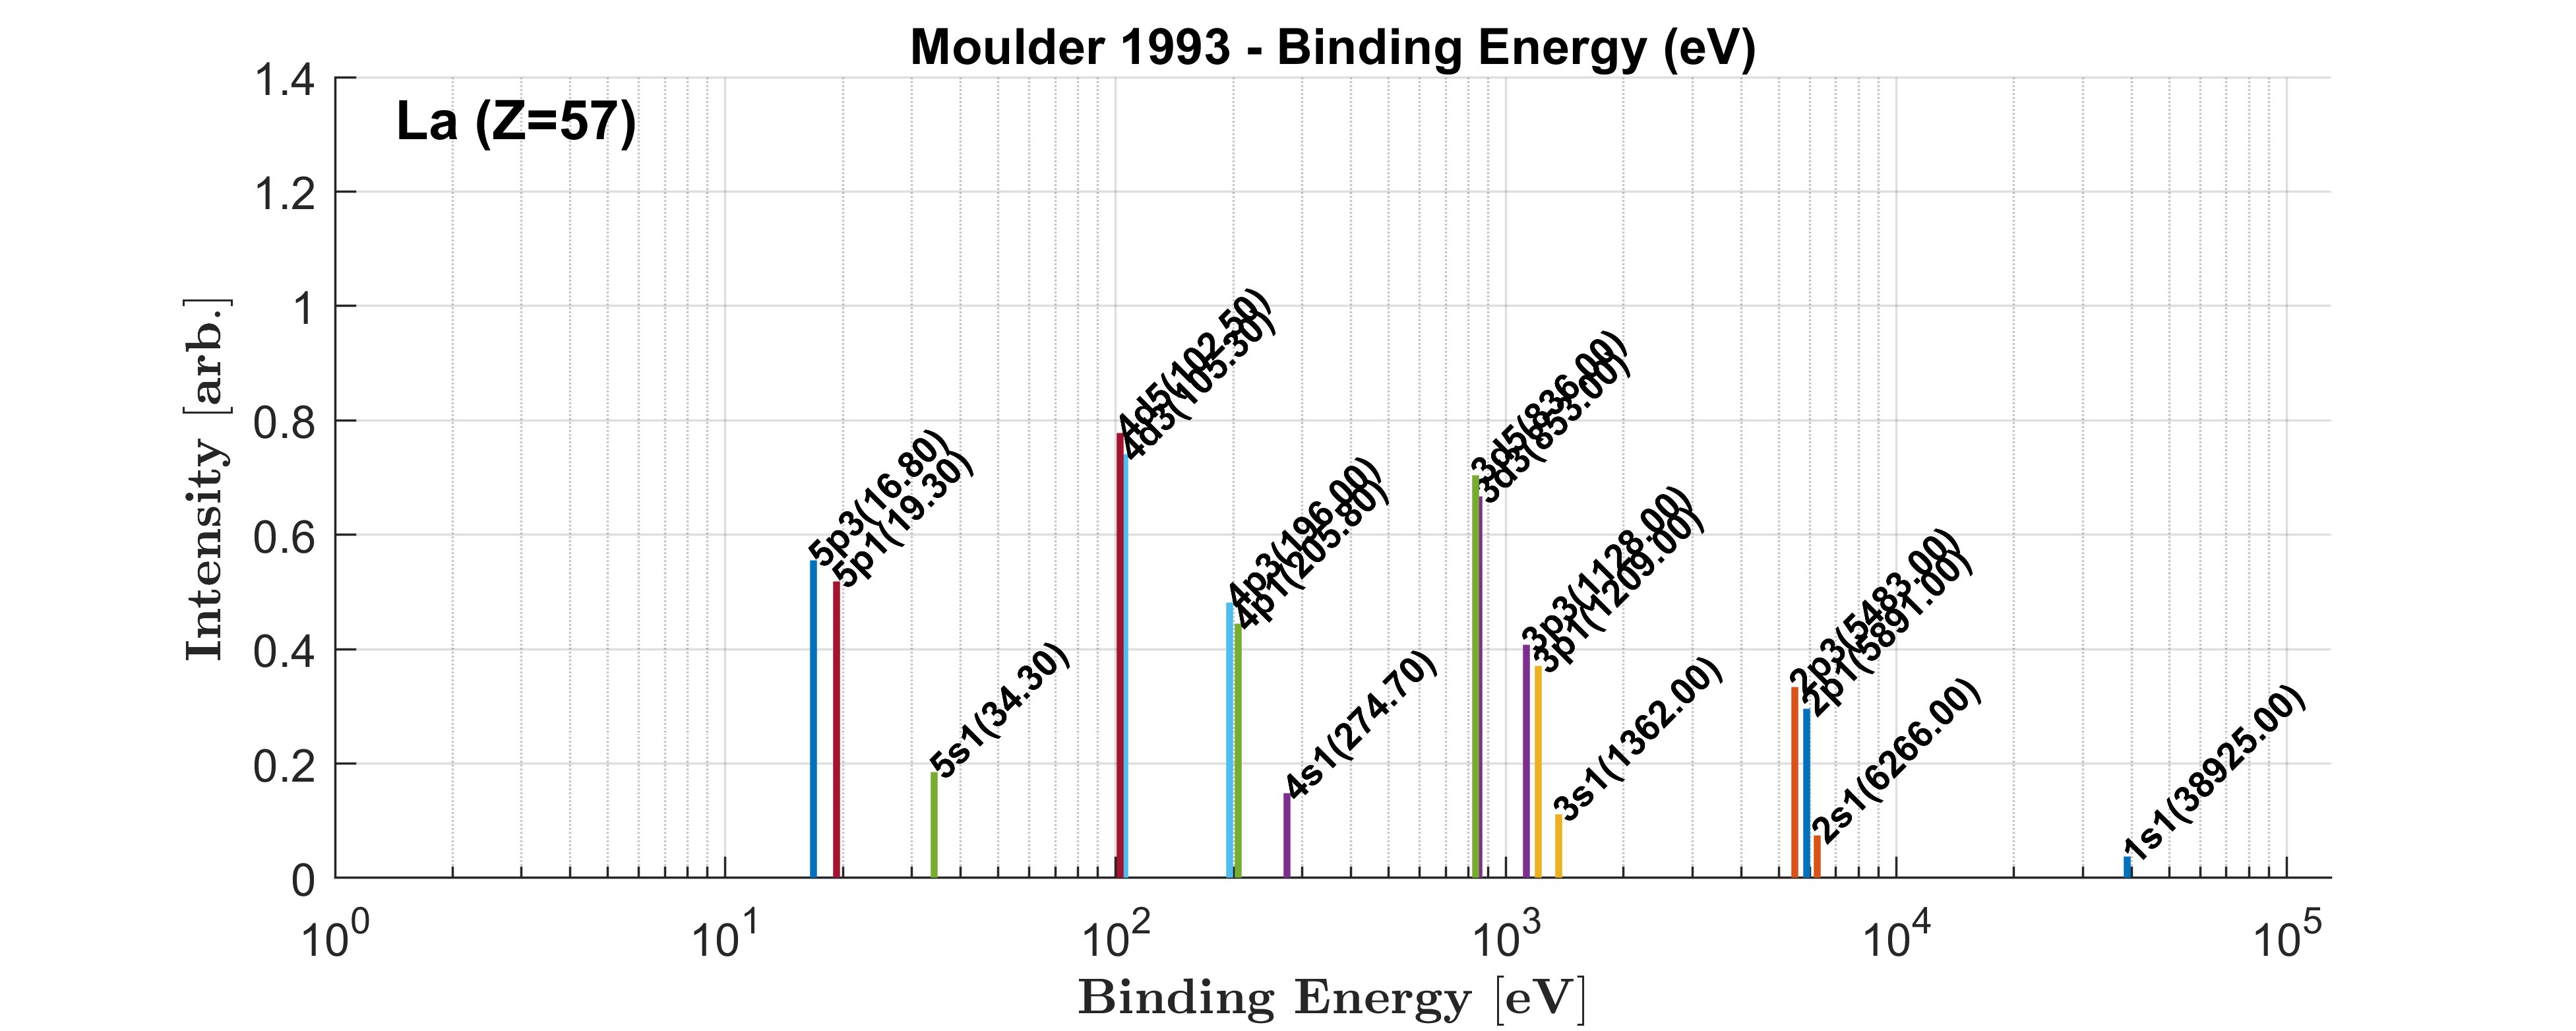 Moulder 1993 - Binding Energy (eV)
La (Z=57)
1.4
1.2
1
0.8
0.6
0.4
0.2
0
Intensity [arb.]
5p3(16.80)
5p1(19.30)
5s1(34.30)
4d5(102.50)
4d3(105.30)
4p3(196.00)
4p1(205.80)
4s1(274.70)
3d5(836.00)
3d3(853.00)
3p3(1128.00)
3p1(1209.00)
3s1(1362.00)
2p3(5483.00)
2p1(5891.00)
2s1(6266.00)
1s1(38925.00)
10^0 10^1 10^2 10^3 10^4 10^5
Binding Energy [eV]